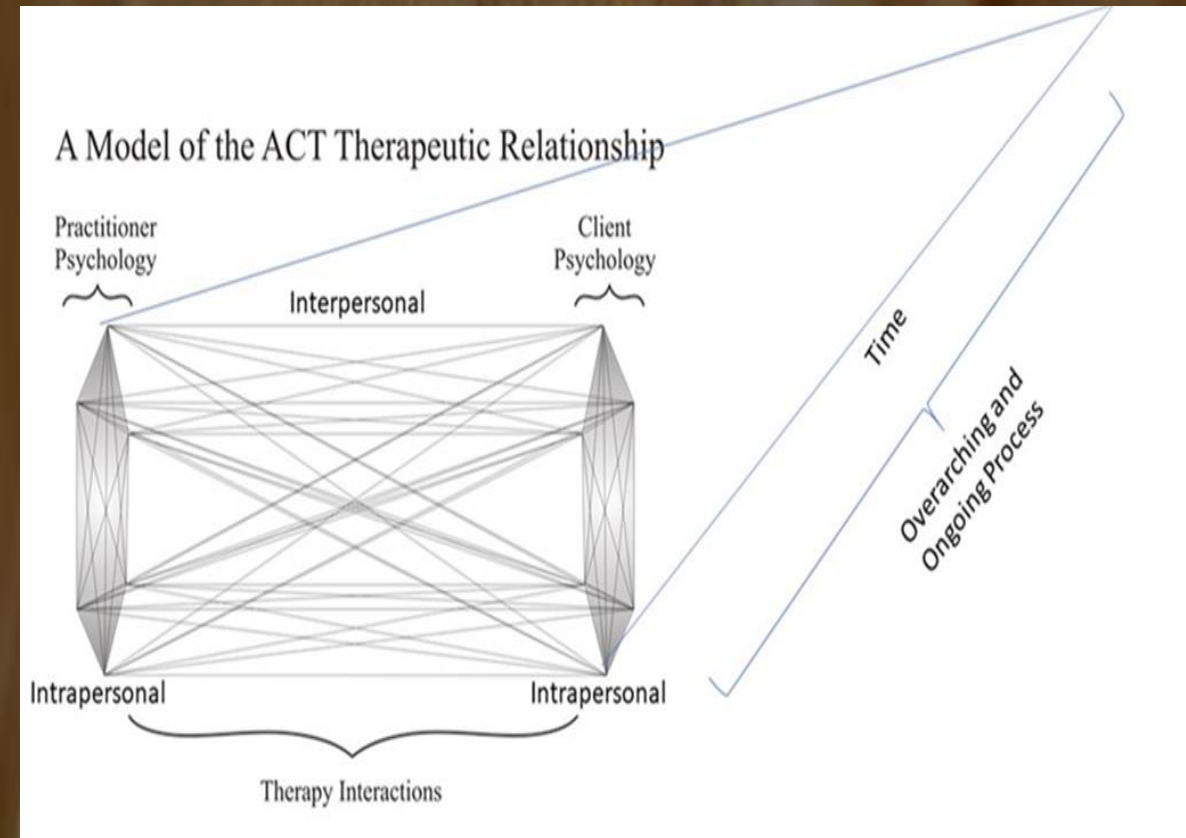 A Model of the ACT Therapeutic Relationship
Practitioner
Psychology
Client
Psychology
Interpersonal
Time
Overarching and
Ongoing Process
Intrapersonal
Intrapersonal
Therapy Interactions